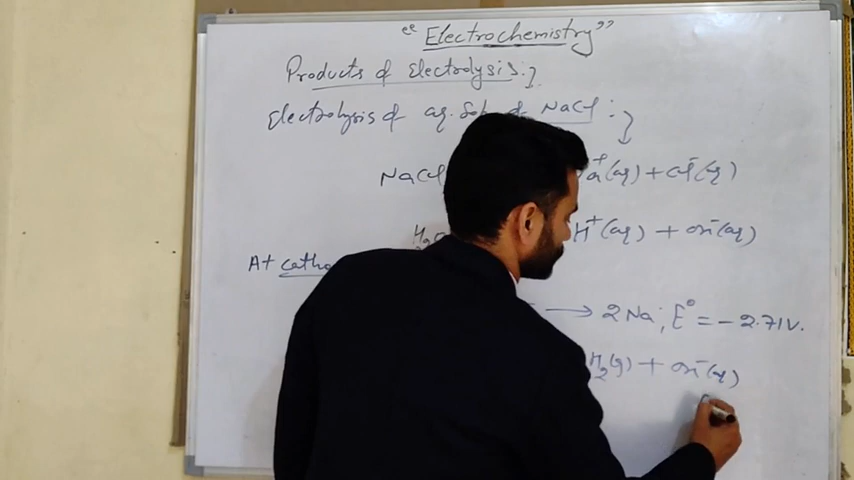 “Electrochemistry”
Products of Electrolysis:
Electrolysis of aq. Soln of NaCl :
NaCl Na⁺(aq) + Cl⁻(aq)
H₂O H⁺(aq) + OH⁻(aq)
At catho
→ 2Na; E° = -2.71V.
H₂(g) + OH⁻(aq)